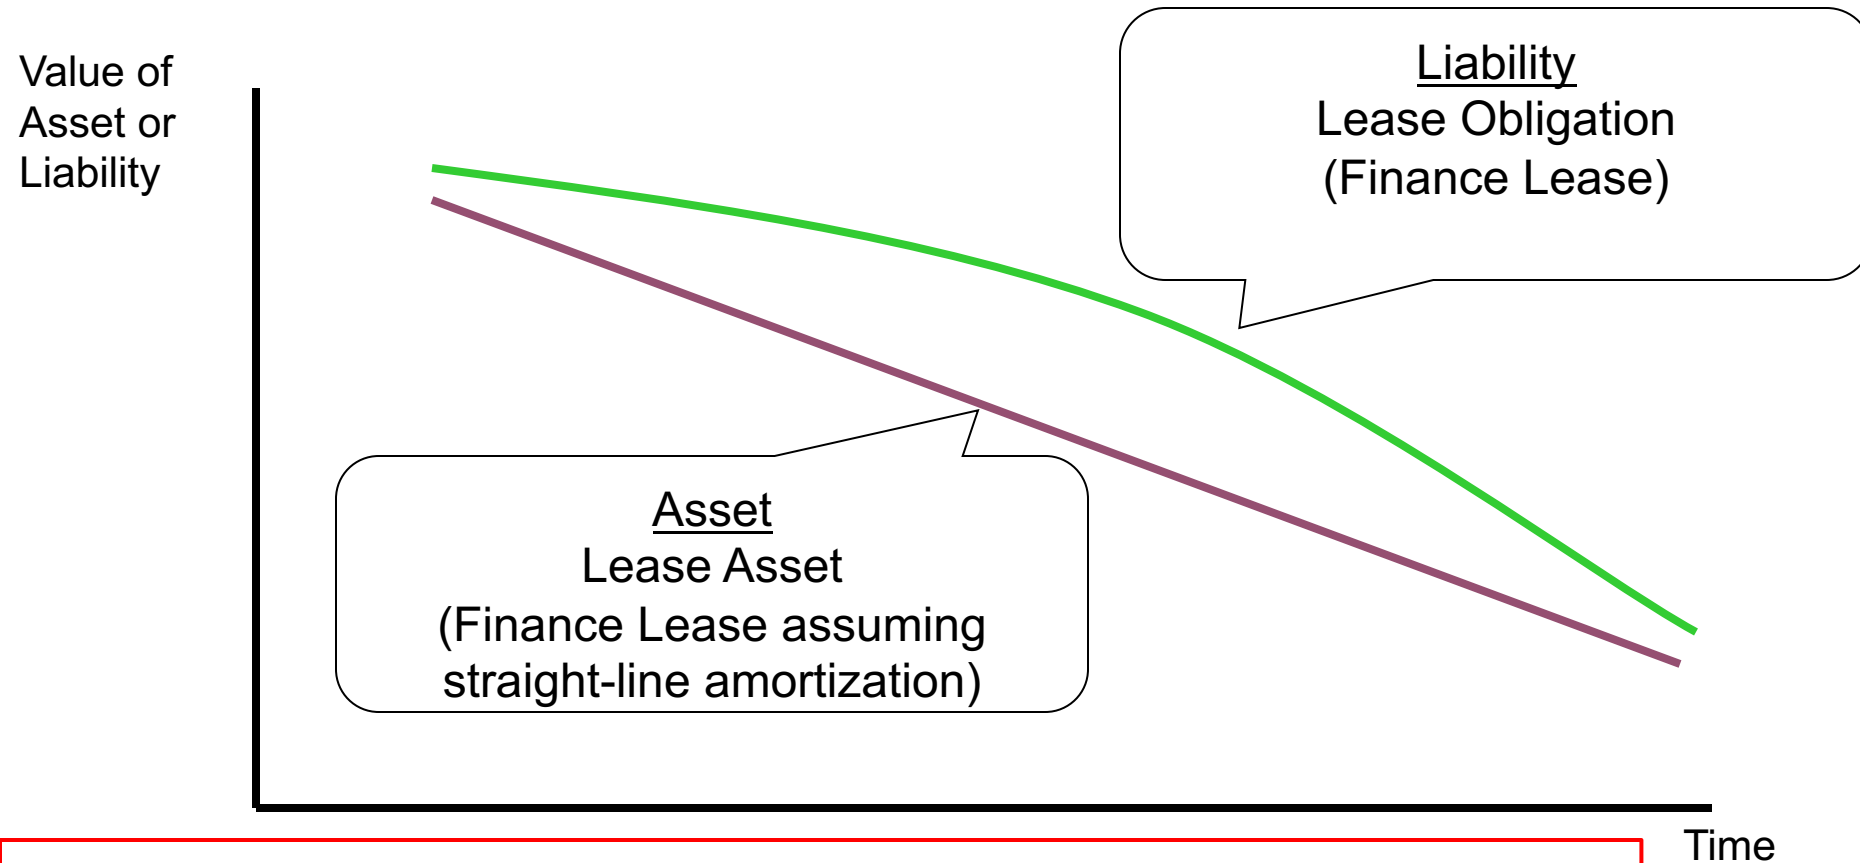 Value of
Asset or
Liability
Liability
Lease Obligation
(Finance Lease)
Asset
Lease Asset
(Finance Lease assuming
straight-line amortization)
Time